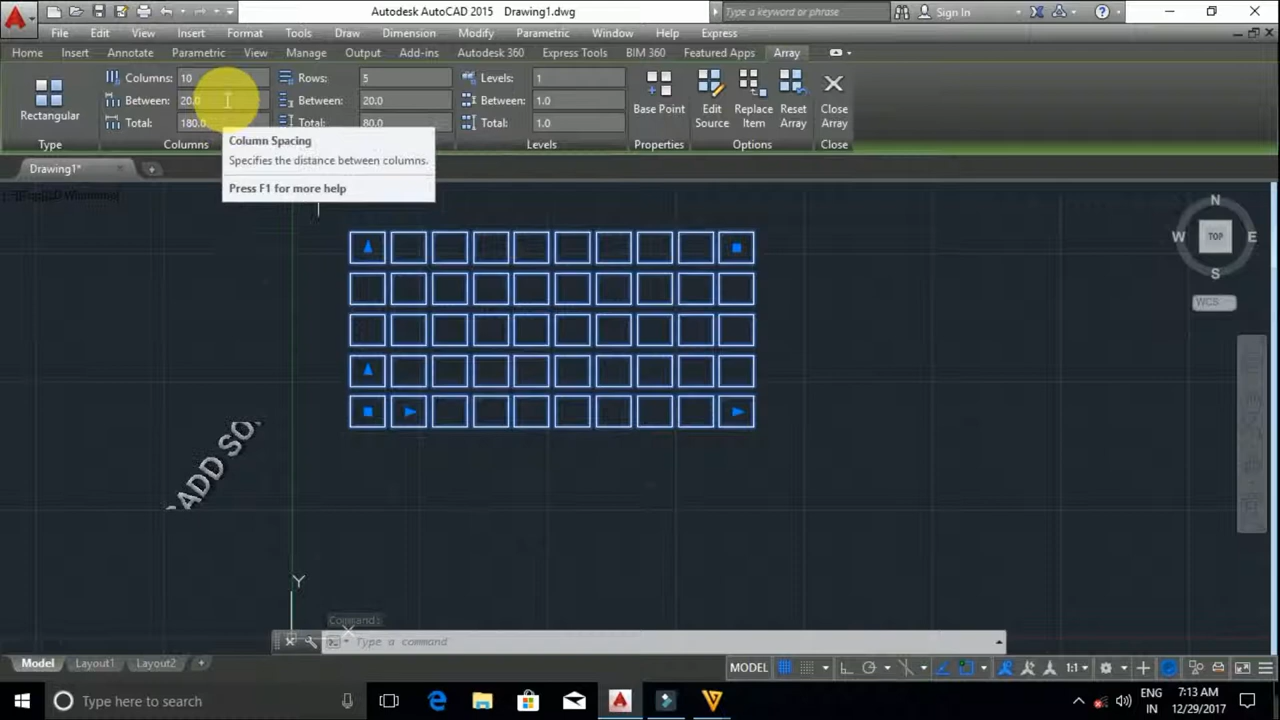 Autodesk AutoCAD 2015 Drawing1.dwg
Type a keyword or phrase
Sign In
File Edit View Insert Format Tools Draw Dimension Modify Parametric Window Help Express
Home Insert Annotate Parametric View Manage Output Add-ins Autodesk 360 Express Tools BIM 360 Featured Apps Array
Columns: 10 Rows: 5 Levels: 1
Rectangular Between: 20.0 Between: 20.0 Between: 1.0
Total: 180.0 Total: 80.0 Total: 1.0
Base Point
Edit Source
Replace Item
Reset Array
Close Array
Type Columns Levels Properties Options Close
Column Spacing
Specifies the distance between columns.
Press F1 for more help
Drawing1*
N
W TOP E
S
WCS
CADD SO
Y
X
Command:
Type a command
Model Layout1 Layout2 +
MODEL 1:1
Type here to search
ENG
IN
7:13 AM
12/29/2017